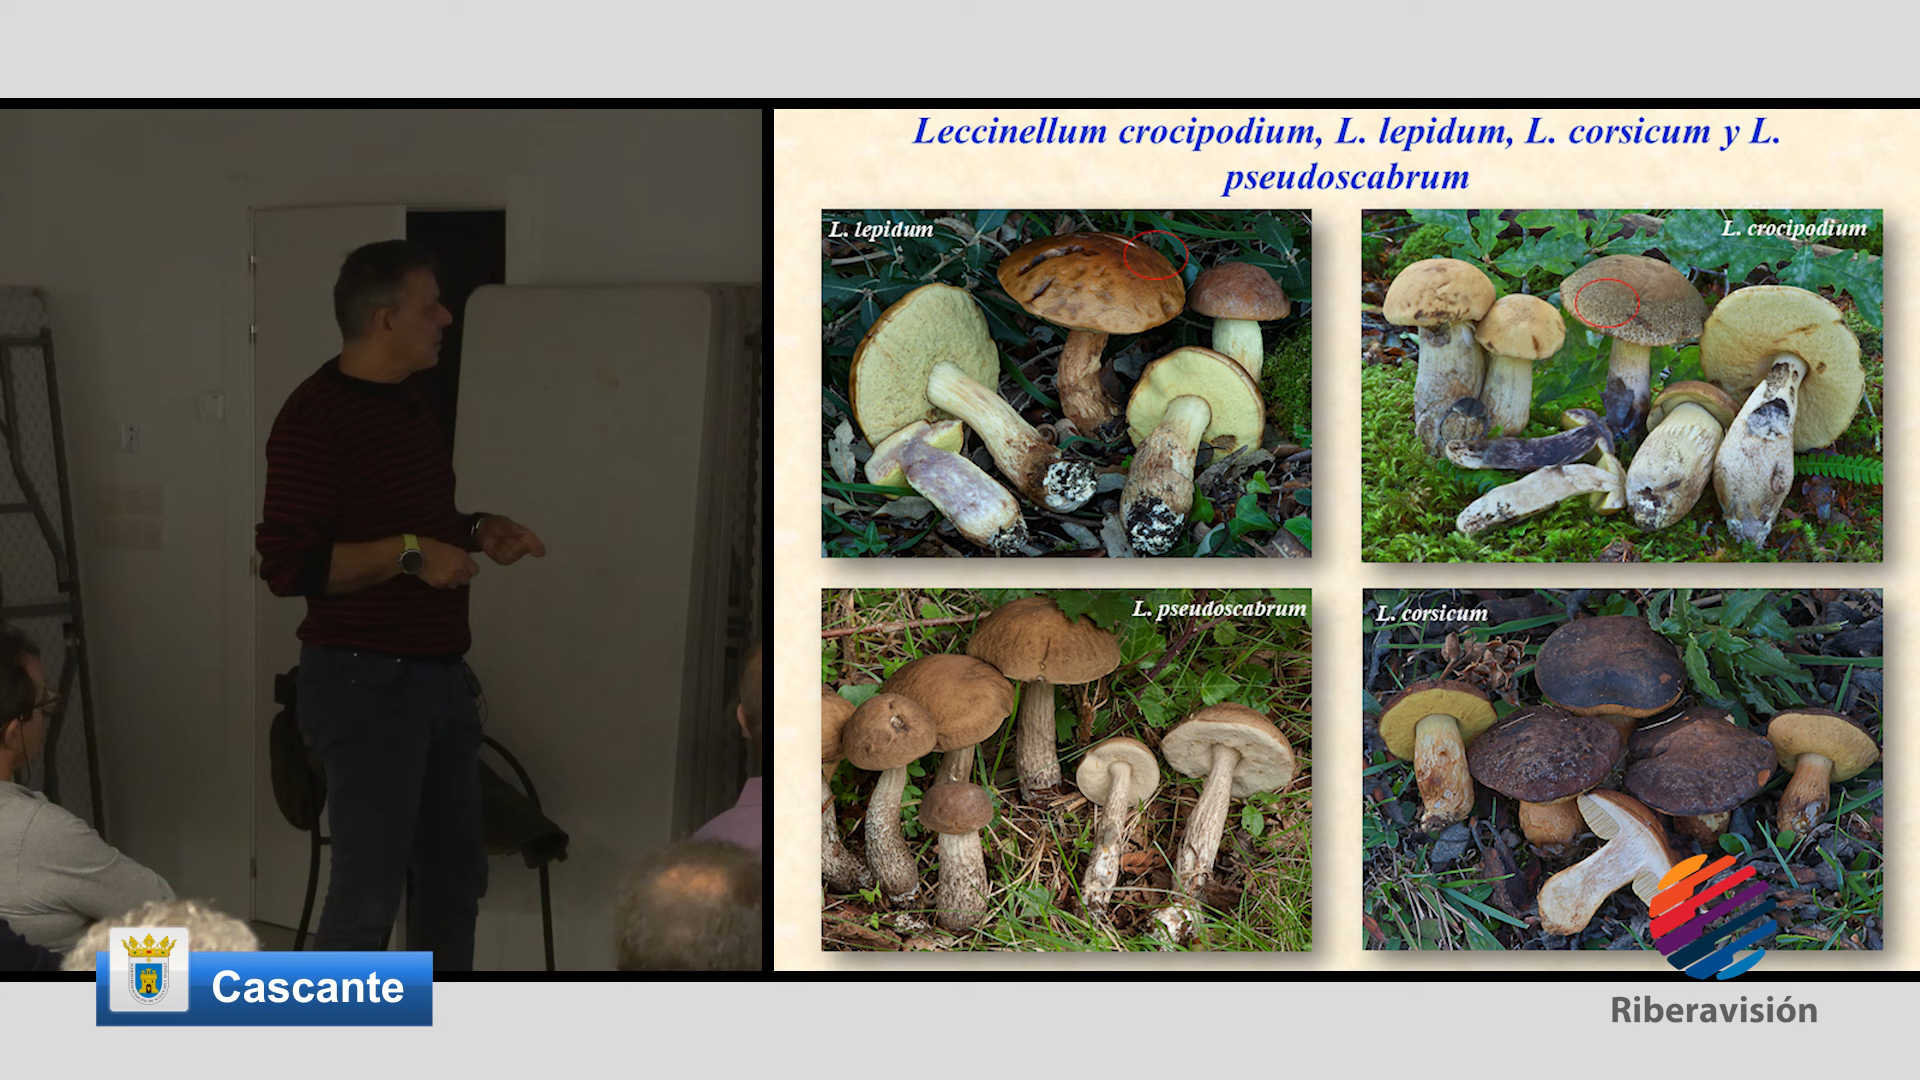 Leccinellum crocipodium, L. lepidum, L. corsicum y L.
pseudoscabrum
L. lepidum
L. crocipodium
L. pseudoscabrum
L. corsicum
Cascante
Riberavisión